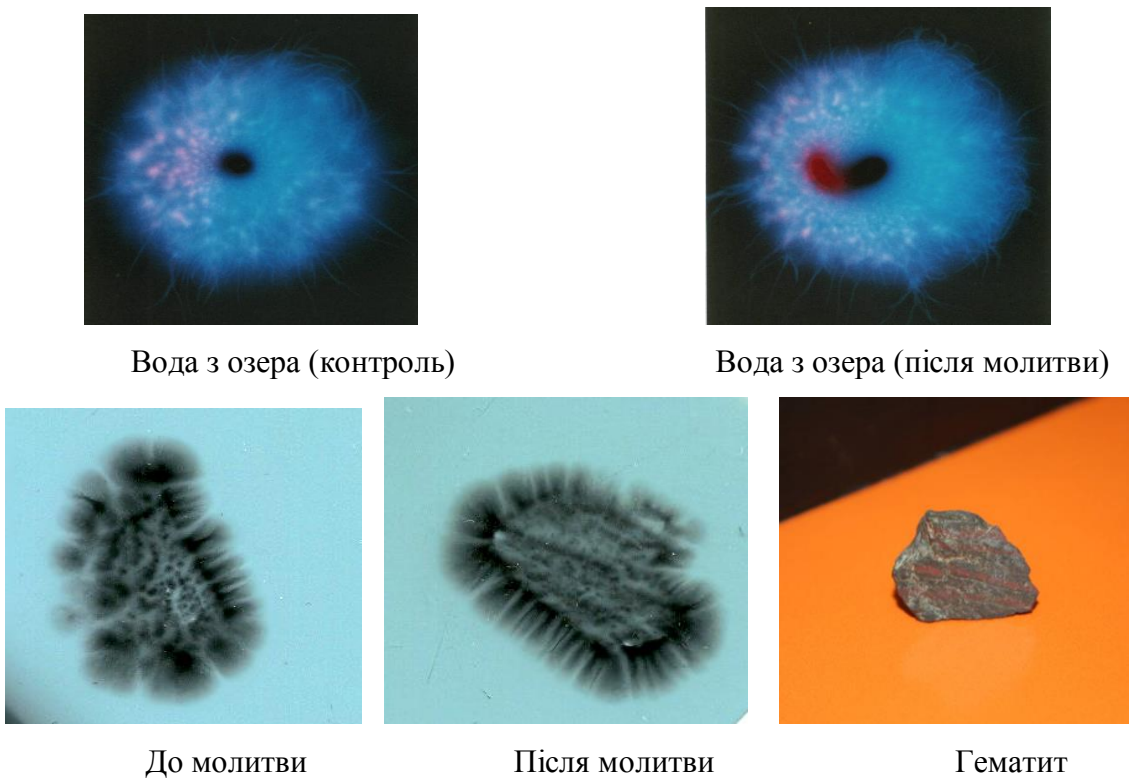 Вода з озера (контроль)
Вода з озера (після молитви)
До молитви
Після молитви
Гематит